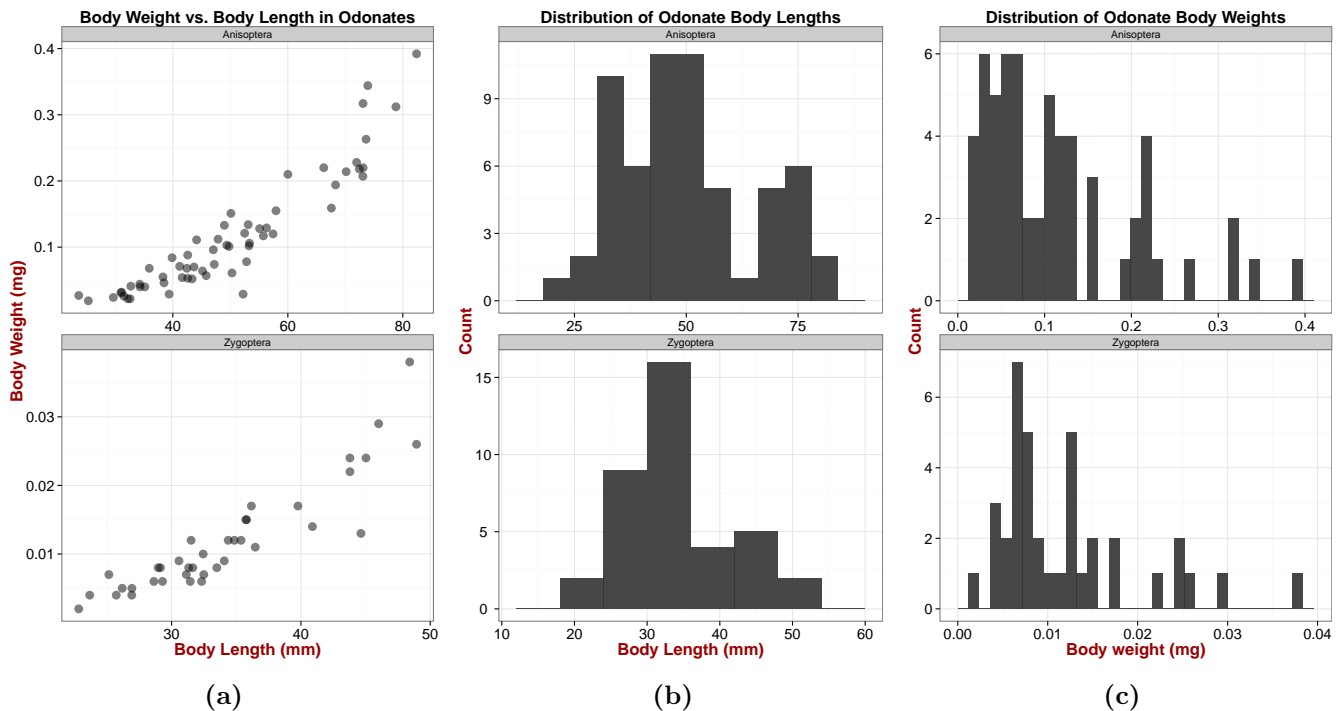 Body Weight vs. Body Length in Odonates
Anisoptera
0.4
0.3
0.2
0.1
40 60 80
Zygoptera
0.03
0.02
0.01
30 40 50
Body Weight (mg)
Body Length (mm)
(a)
Distribution of Odonate Body Lengths
Anisoptera
9
6
3
0
25 50 75
Zygoptera
15
10
5
0
10 20 30 40 50 60
Count
Body Length (mm)
(b)
Distribution of Odonate Body Weights
Anisoptera
6
4
2
0
0.0 0.1 0.2 0.3 0.4
Zygoptera
6
4
2
0
0.00 0.01 0.02 0.03 0.04
Count
Body weight (mg)
(c)